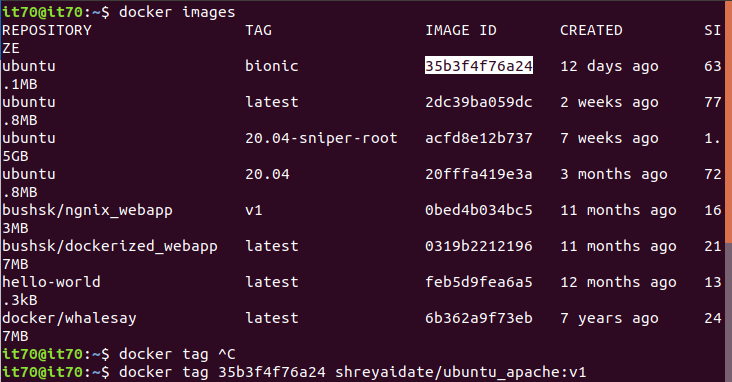 it70@it70:~$ docker images
REPOSITORY TAG IMAGE ID CREATED SI
ZE
ubuntu bionic 35b3f4f76a24 12 days ago 63
.1MB
ubuntu latest 2dc39ba059dc 2 weeks ago 77
.8MB
ubuntu 20.04-sniper-root acfd8e12b737 7 weeks ago 1.
5GB
ubuntu 20.04 20fffa419e3a 3 months ago 72
.8MB
bushsk/ngnix_webapp v1 0bed4b034bc5 11 months ago 16
3MB
bushsk/dockerized_webapp latest 0319b2212196 11 months ago 21
7MB
hello-world latest feb5d9fea6a5 12 months ago 13
.3kB
docker/whalesay latest 6b362a9f73eb 7 years ago 24
7MB
it70@it70:~$ docker tag ^C
it70@it70:~$ docker tag 35b3f4f76a24 shreyaidate/ubuntu_apache:v1